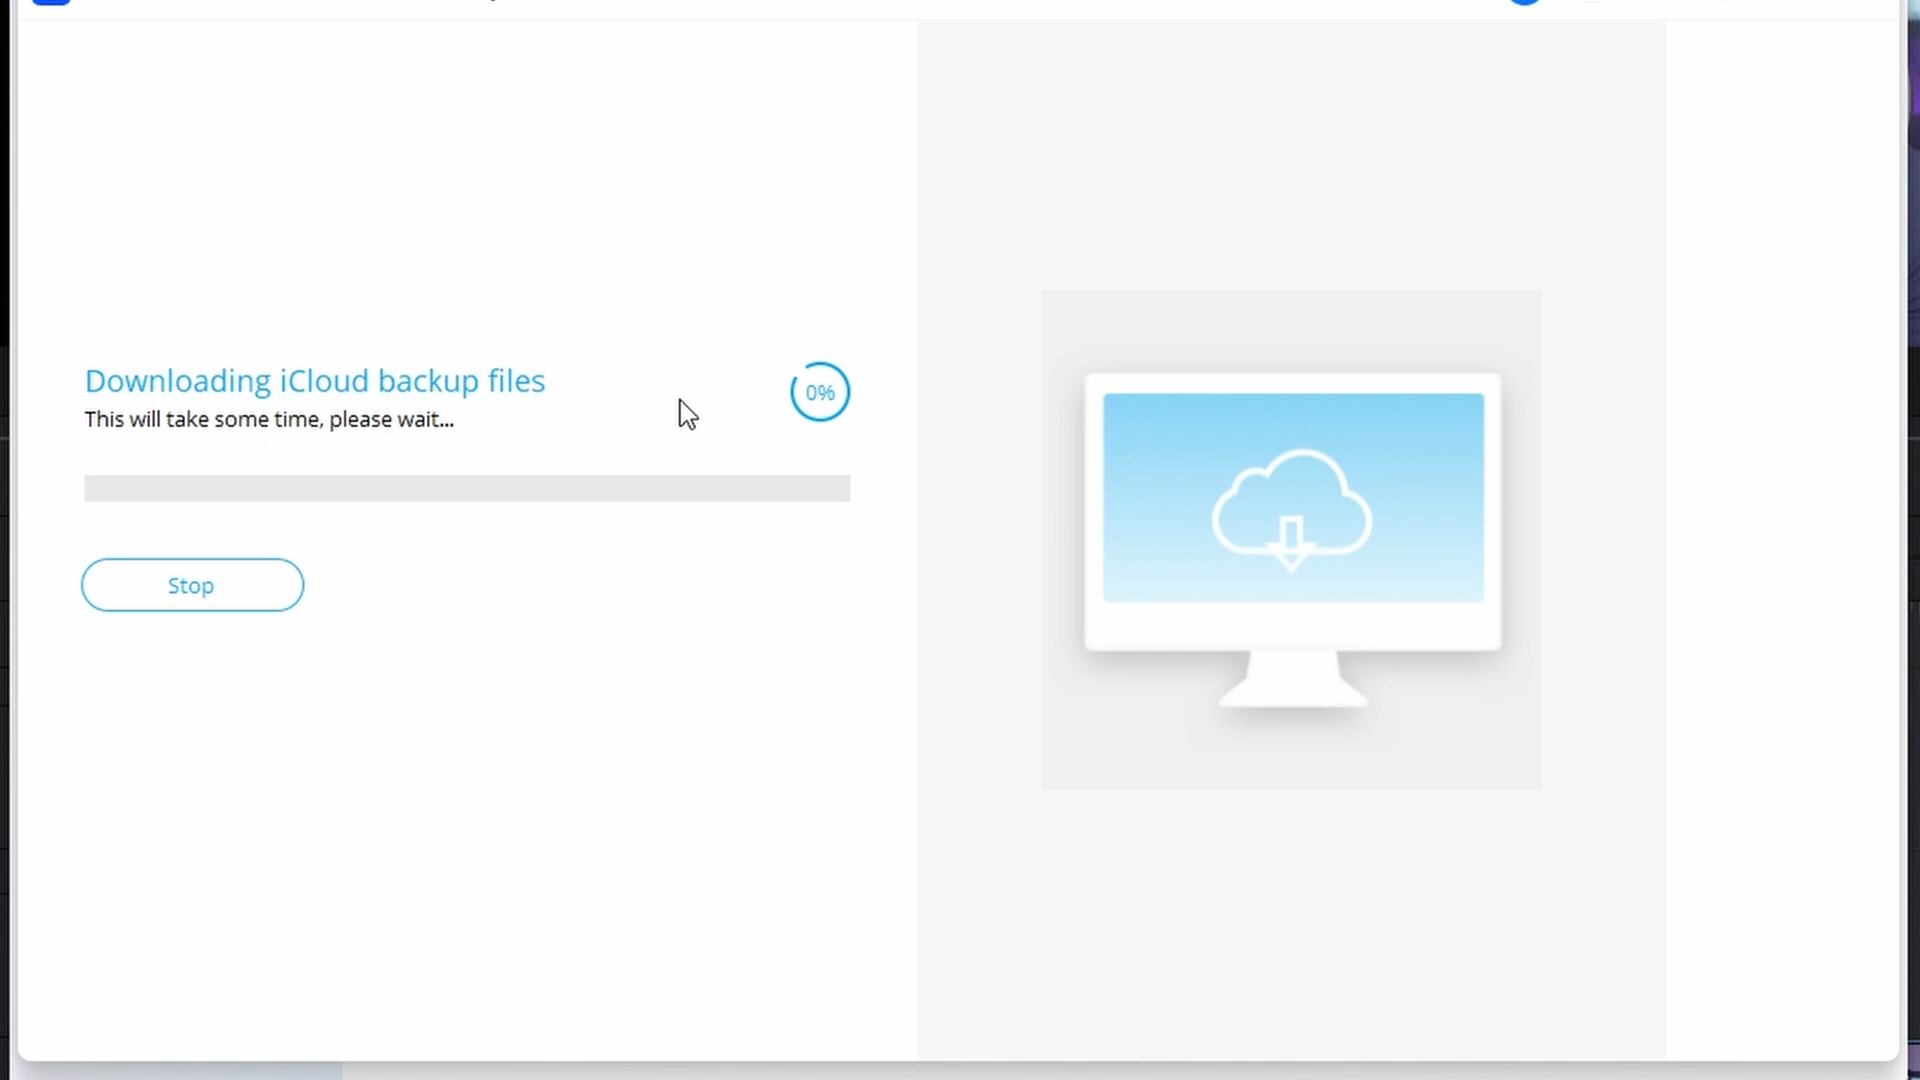 Downloading iCloud backup files
0%
This will take some time, please wait...
Stop